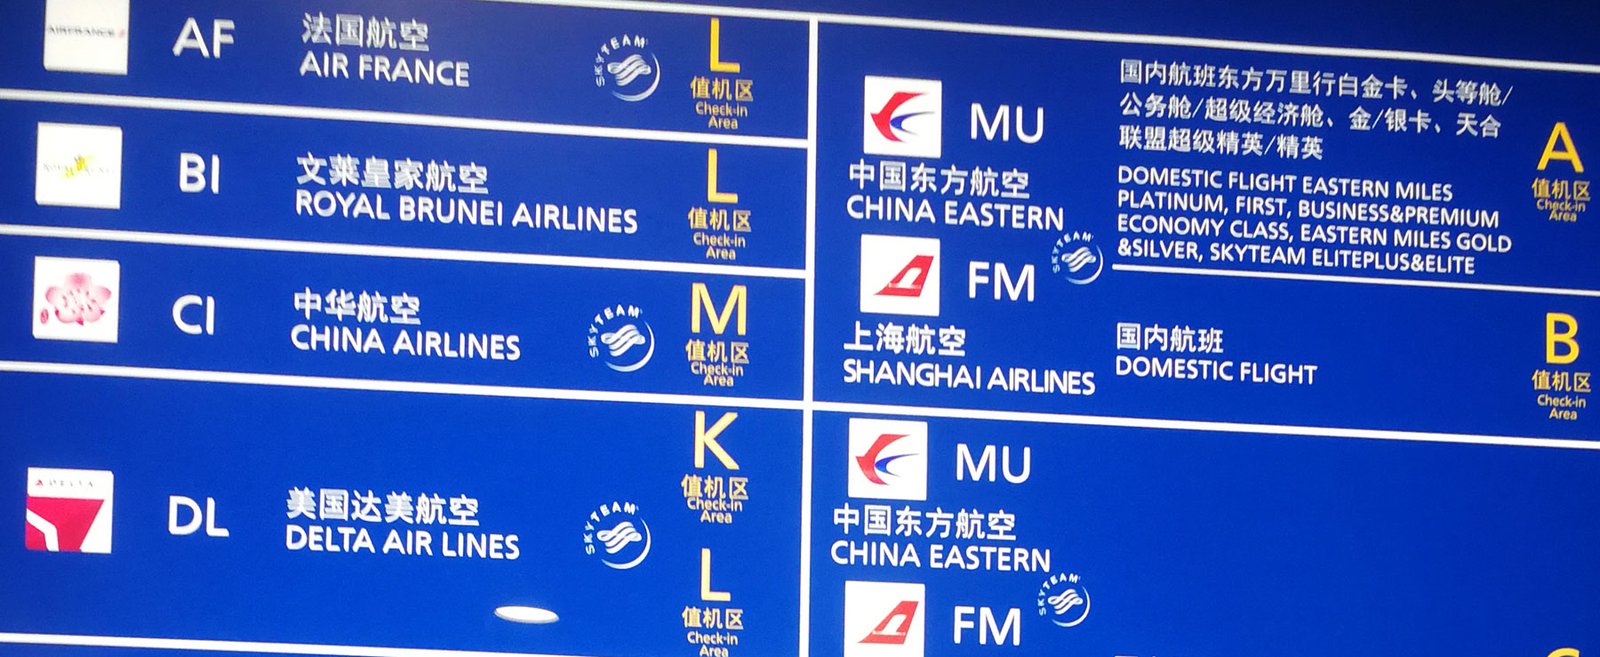 AIRFRANCE
AF
法国航空
AIR FRANCE
SKYTEAM
L
值机区
Check-in
Area
BI
文莱皇家航空
ROYAL BRUNEI AIRLINES
L
值机区
Check-in
Area
CI
中华航空
CHINA AIRLINES
SKYTEAM
M
值机区
Check-in
Area
DELTA
DL
美国达美航空
DELTA AIR LINES
SKYTEAM
K
值机区
Check-in
Area
L
值机区
Check-in
Area
MU
中国东方航空
CHINA EASTERN
SKYTEAM
FM
上海航空
SHANGHAI AIRLINES
国内航班东方万里行白金卡、头等舱/
公务舱/超级经济舱、金/银卡、天合
联盟超级精英/精英
DOMESTIC FLIGHT EASTERN MILES
PLATINUM, FIRST, BUSINESS&PREMIUM
ECONOMY CLASS, EASTERN MILES GOLD
&SILVER, SKYTEAM ELITEPLUS&ELITE
A
值机区
Check-in
Area
国内航班
DOMESTIC FLIGHT
B
值机区
Check-in
Area
MU
中国东方航空
CHINA EASTERN
SKYTEAM
FM